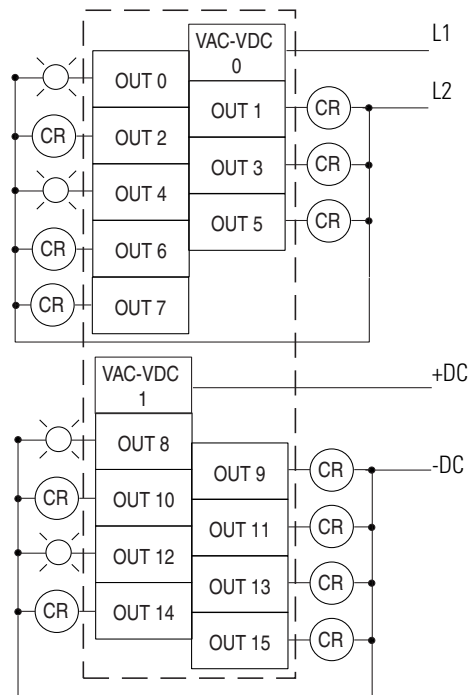 VAC-VDC
0
L1
OUT 0
OUT 1
CR
L2
CR
OUT 2
OUT 3
CR
OUT 4
OUT 5
CR
CR
OUT 6
CR
OUT 7
VAC-VDC
1
+DC
OUT 8
OUT 9
CR
-DC
CR
OUT 10
OUT 11
CR
OUT 12
OUT 13
CR
CR
OUT 14
OUT 15
CR